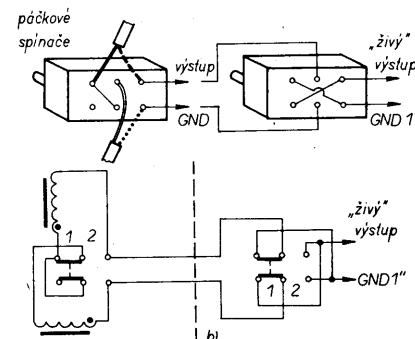 páčkové
spínače
výstup
GND
„živý"
výstup
GND 1
1 2
1 2
„živý"
výstup
GND1"
b)